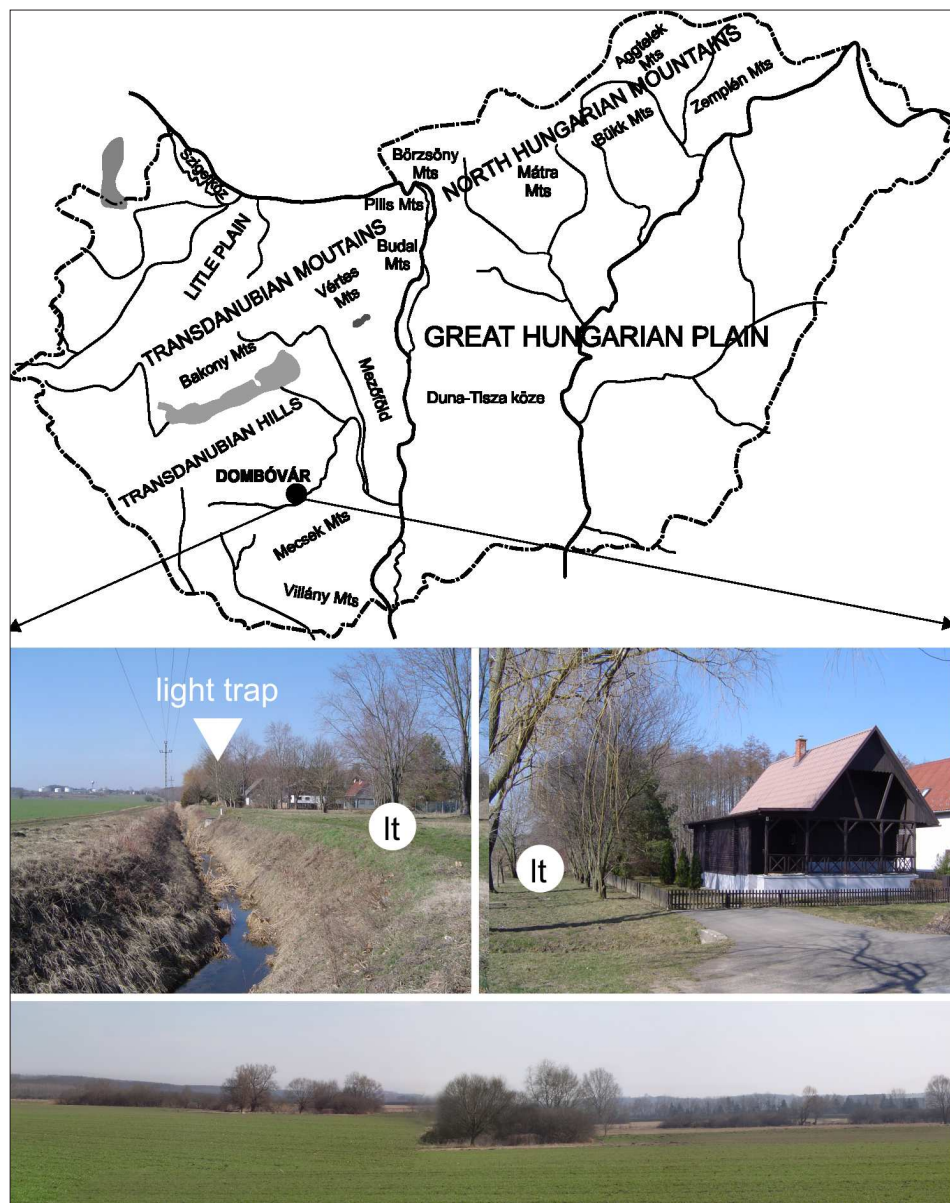 Aggtelek
Mts
NORTH HUNGARIAN MOUNTAINS
Zemplén Mts
Bükk Mts
Szigetköz
Börzsöny
Mts
Mátra
Mts
Pilis Mts
LITLE PLAIN
Budai
Mts
TRANSDANUBIAN MOUTAINS
Vértes
Mts
GREAT HUNGARIAN PLAIN
Bakony Mts
Mezőföld
Duna-Tisza köze
TRANSDANUBIAN HILLS
DOMBÓVÁR
Mecsek Mts
Villány Mts
light trap
lt
lt